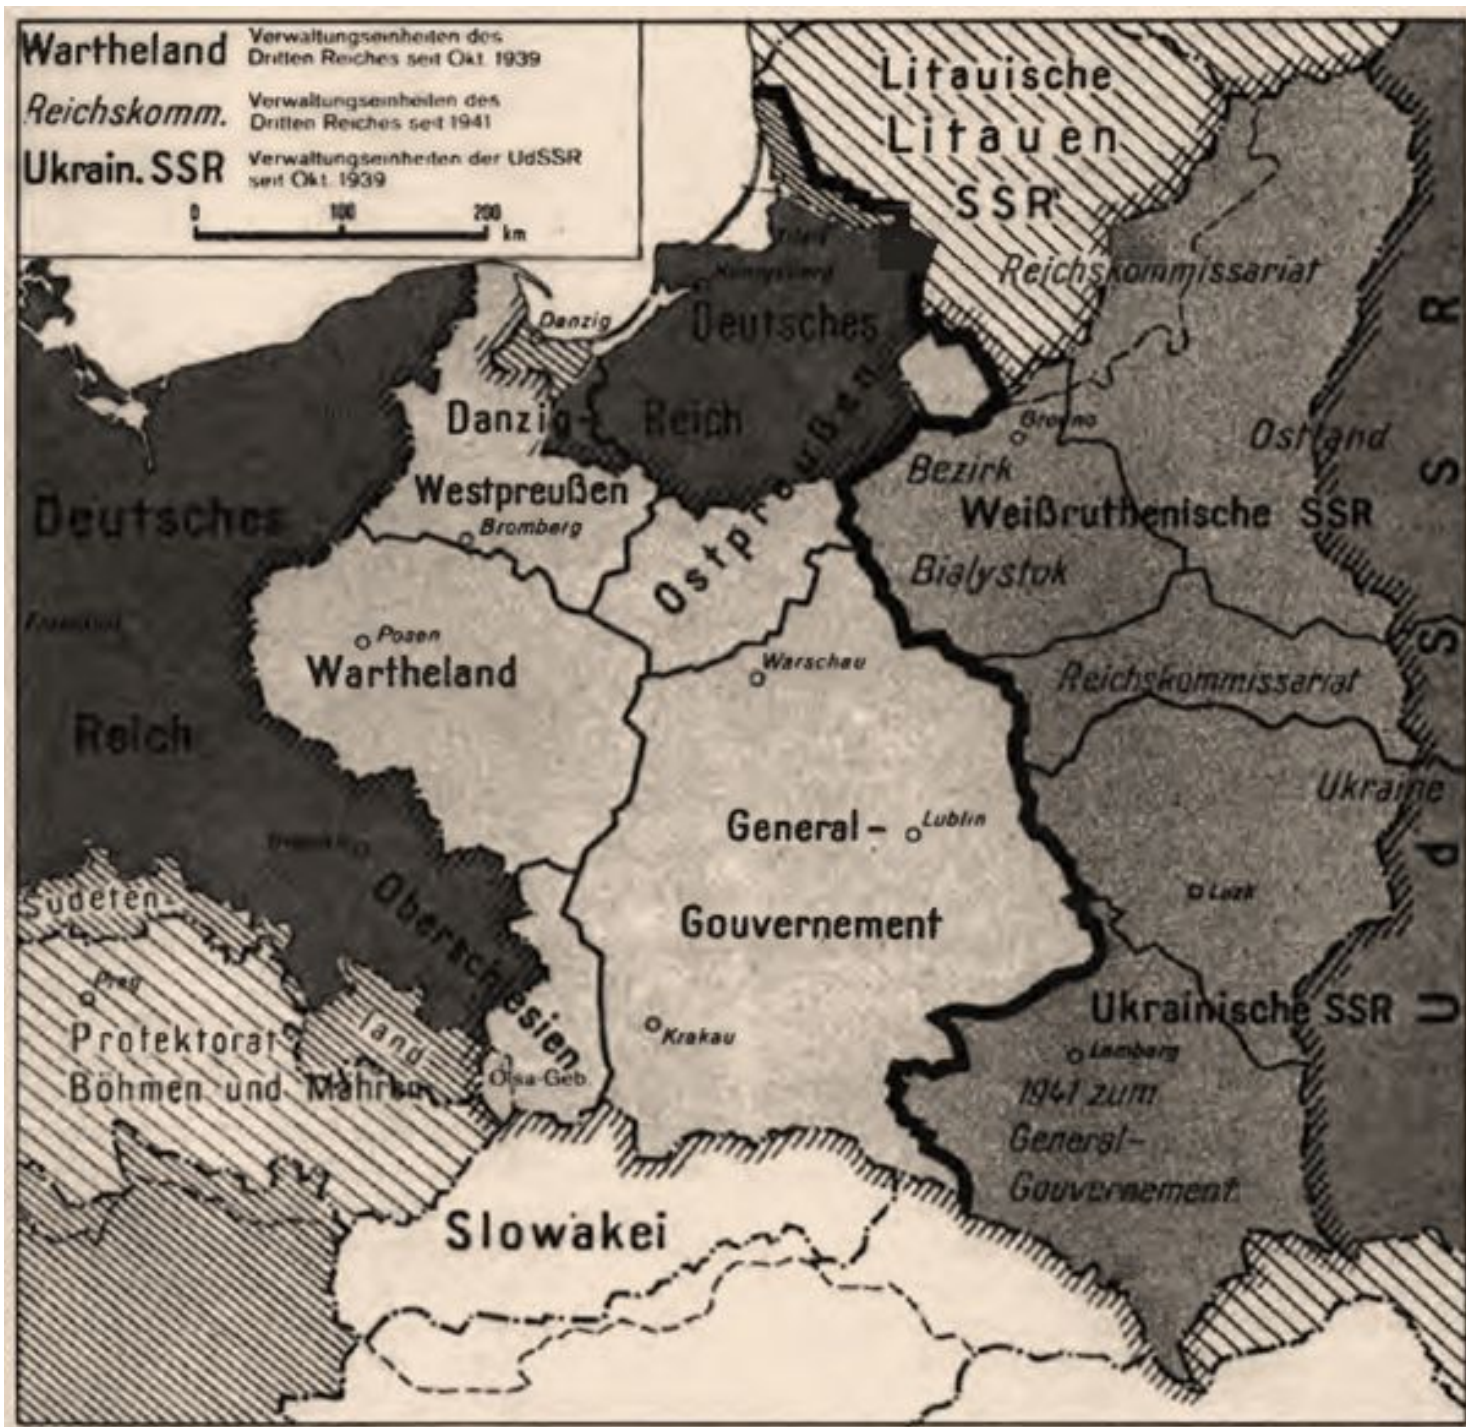 Wartheland Verwaltungseinheiten des
Dritten Reiches seit Okt. 1939
Reichskomm. Verwaltungseinheiten des
Dritten Reiches seit 1941
Ukrain. SSR Verwaltungseinheiten der UdSSR
seit Okt. 1939
0 100 200
km
Litauische
Litauen
SSR
Reichskommissariat
Ostland
Königsberg
Deutsches
Reich
Ostpreußen
Danzig
Danzig-
Westpreußen
Bromberg
Grodno
Bezirk
Weißruthenische SSR
Bialystok
Deutsches
Reich
Posen
Wartheland
Warschau
Reichskommissariat
Ukraine
General-
Lublin
Gouvernement
Luzk
UdSSR
Oberschlesien
Sudeten-
land
Prag
Protektorat
Böhmen und Mähren
Krakau
Olsa-Geb.
Ukrainische SSR
Lemberg
1941 zum
General-
Gouvernement
Slowakei